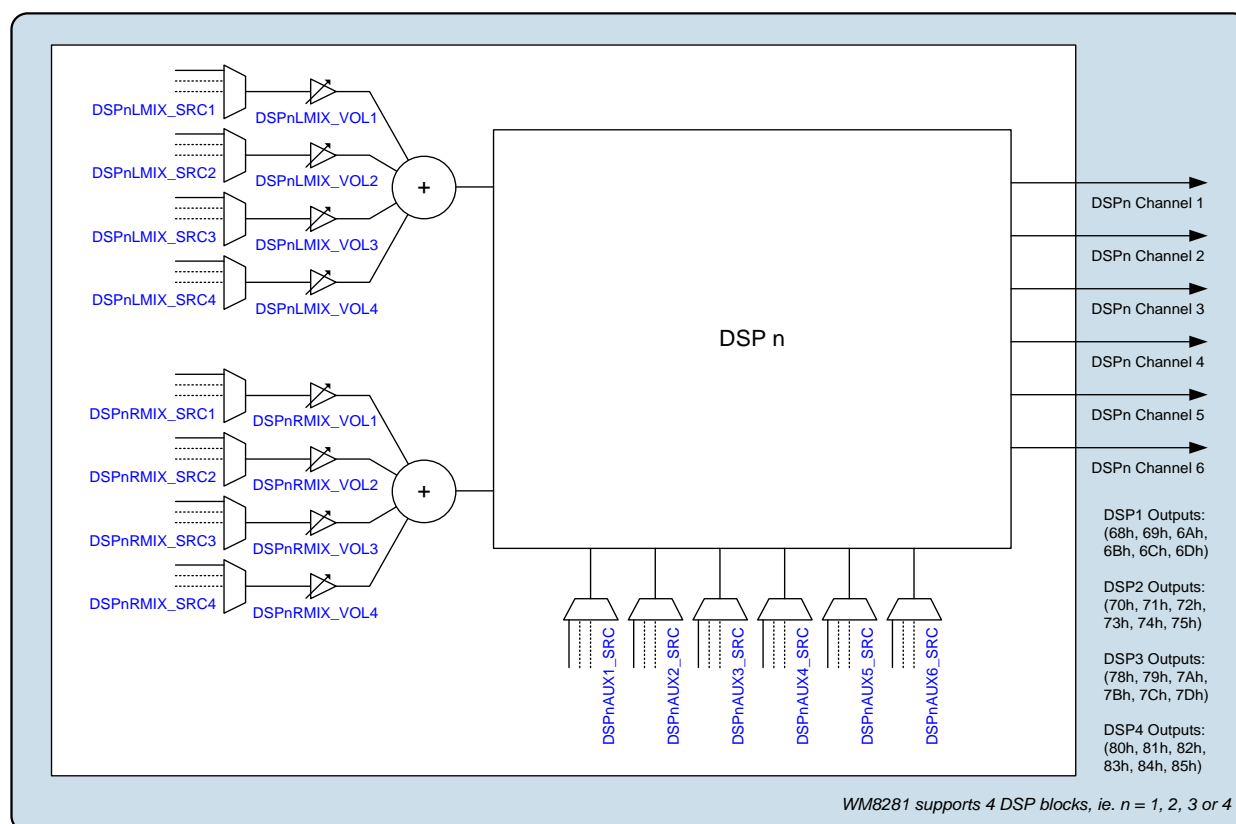 DSPnLMIX_SRC1
DSPnLMIX_VOL1
DSPnLMIX_SRC2
DSPnLMIX_VOL2
DSPnLMIX_SRC3
DSPnLMIX_VOL3
DSPnLMIX_SRC4
DSPnLMIX_VOL4
+
DSPnRMIX_SRC1
DSPnRMIX_VOL1
DSPnRMIX_SRC2
DSPnRMIX_VOL2
DSPnRMIX_SRC3
DSPnRMIX_VOL3
DSPnRMIX_SRC4
DSPnRMIX_VOL4
+
DSP n
DSPnAUX1_SRC
DSPnAUX2_SRC
DSPnAUX3_SRC
DSPnAUX4_SRC
DSPnAUX5_SRC
DSPnAUX6_SRC
DSPn Channel 1
DSPn Channel 2
DSPn Channel 3
DSPn Channel 4
DSPn Channel 5
DSPn Channel 6
DSP1 Outputs:
(68h, 69h, 6Ah,
6Bh, 6Ch, 6Dh)
DSP2 Outputs:
(70h, 71h, 72h,
73h, 74h, 75h)
DSP3 Outputs:
(78h, 79h, 7Ah,
7Bh, 7Ch, 7Dh)
DSP4 Outputs:
(80h, 81h, 82h,
83h, 84h, 85h)
WM8281 supports 4 DSP blocks, ie. n = 1, 2, 3 or 4